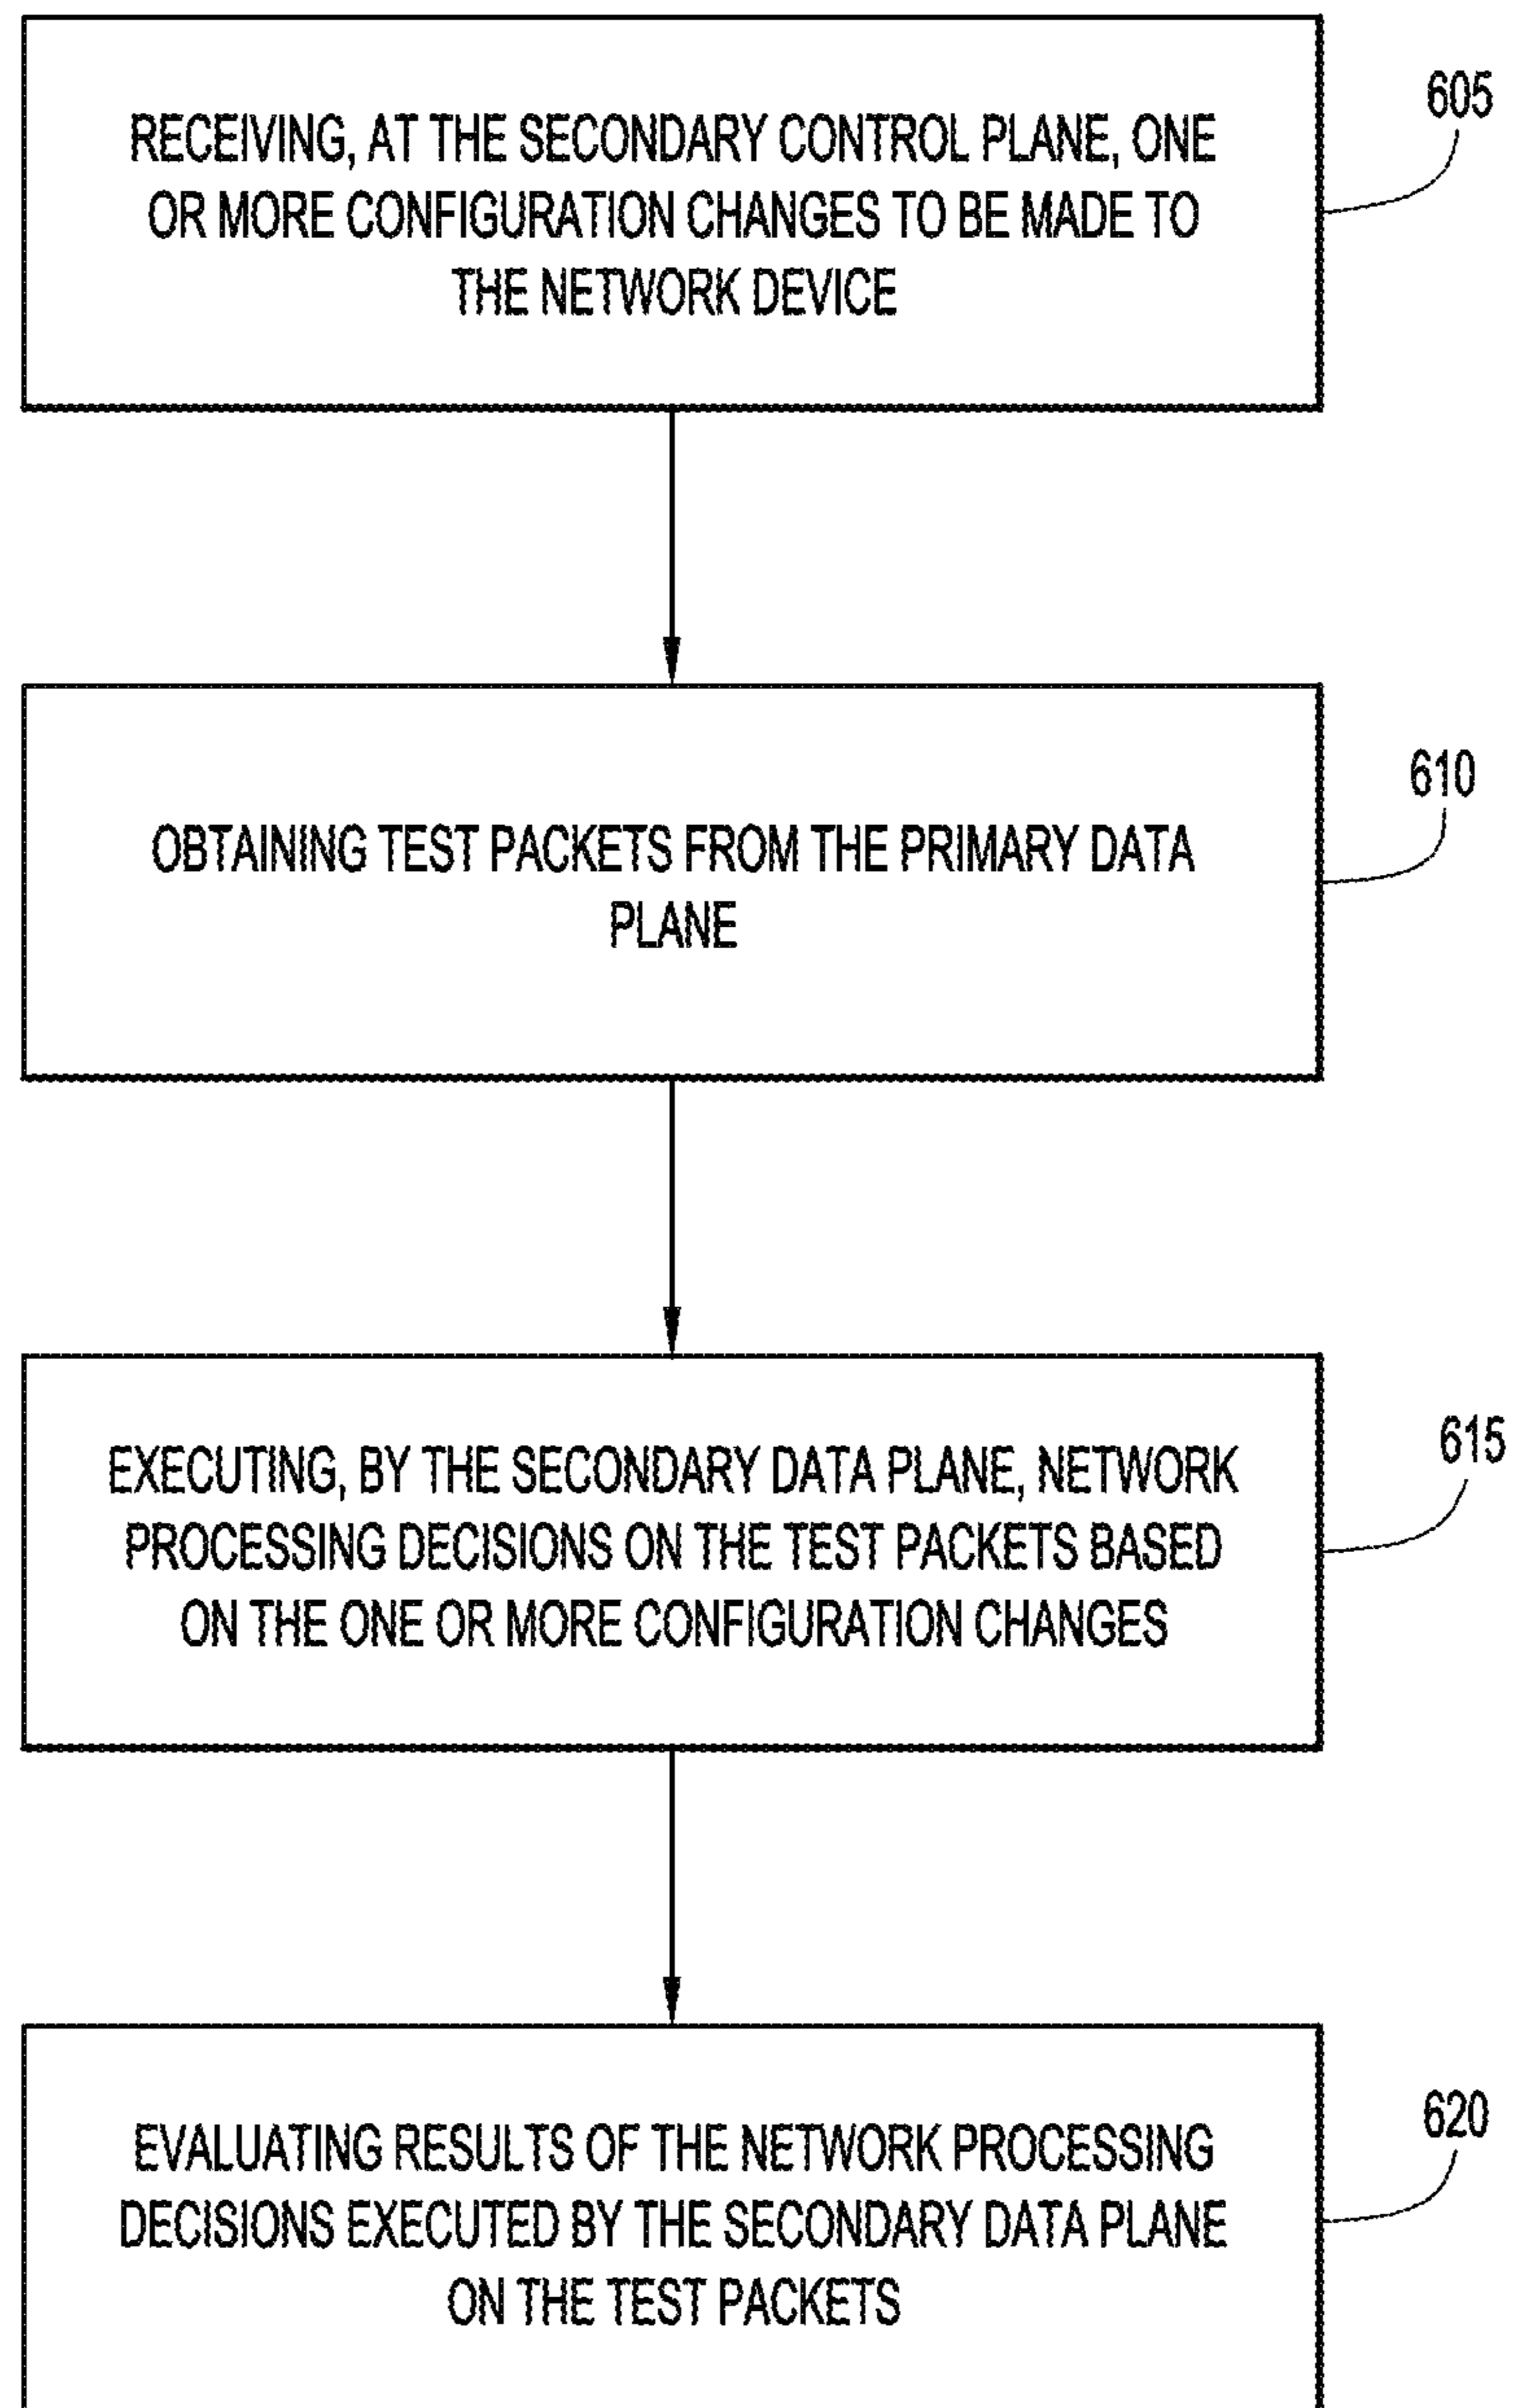 605
RECEIVING, AT THE SECONDARY CONTROL PLANE, ONE
OR MORE CONFIGURATION CHANGES TO BE MADE TO
THE NETWORK DEVICE
610
OBTAINING TEST PACKETS FROM THE PRIMARY DATA
PLANE
615
EXECUTING, BY THE SECONDARY DATA PLANE, NETWORK
PROCESSING DECISIONS ON THE TEST PACKETS BASED
ON THE ONE OR MORE CONFIGURATION CHANGES
620
EVALUATING RESULTS OF THE NETWORK PROCESSING
DECISIONS EXECUTED BY THE SECONDARY DATA PLANE
ON THE TEST PACKETS